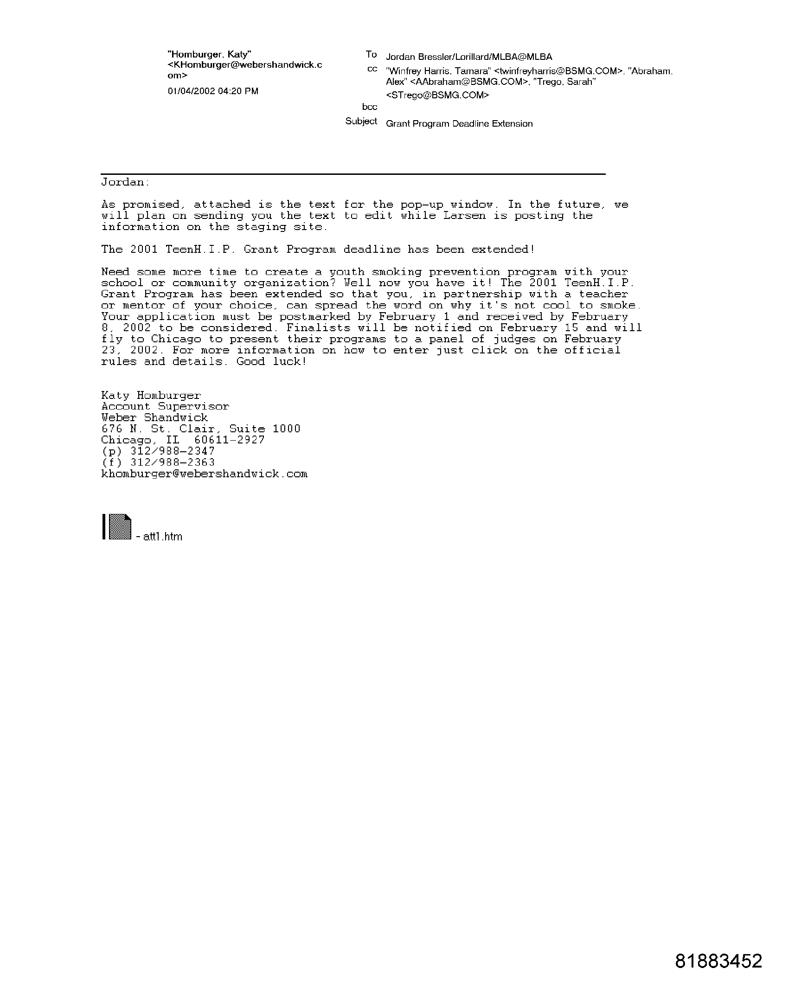 "Homburger, Katy"
<KHomburger@webershandwick.c
om>
01/04/2002 04:20 PM
To Jordan Bressler/Lorillard/MLBA@MLBA
cc "Winfrey Harris, Tamara" <twinfreyharris@BSMG.COM>, "Abraham,
Alex" <AAbraham@BSMG.COM>, "Trego, Sarah"
<STrego@BSMG.COM>
bcc
Subject Grant Program Deadline Extension
Jordan:
As promised, attached is the text for the pop-up window. In the future, we
will plan on sending you the text to edit while Larsen is posting the
information on the staging site.
The 2001 TeenH.I.P. Grant Program deadline has been extended!
Need some more time to create a youth smoking prevention program with your
school or community organization? Well now you have it! The 2001 TeenH.I.P.
Grant Program has been extended so that you, in partnership with a teacher
or mentor of your choice, can spread the word on why it's not cool to smoke.
Your application must be postmarked by February 1 and received by February
8, 2002 to be considered. Finalists will be notified on February 15 and will
fly to Chicago to present their programs to a panel of judges on February
23, 2002. For more information on how to enter just click on the official
rules and details. Good luck!
Katy Homburger
Account Supervisor
Weber Shandwick
676 N. St. Clair, Suite 1000
Chicago, IL  60611-2927
(p) 312/988-2347
(f) 312/988-2363
khomburger@webershandwick.com
- att1.htm
81883452